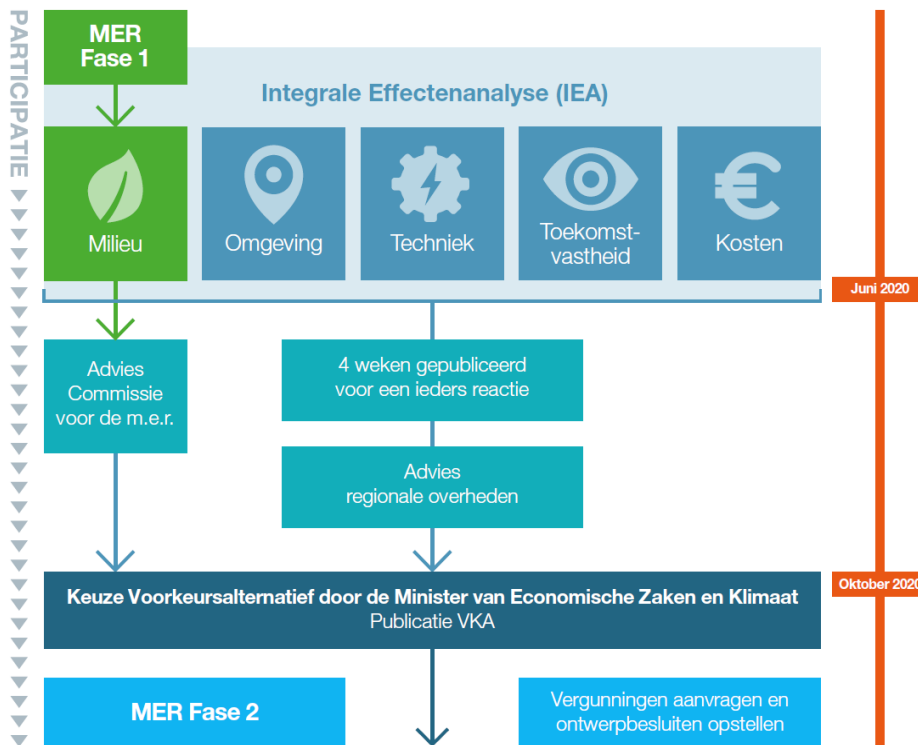 PARTICIPATIE
MER
Fase 1
Integrale Effectenanalyse (IEA)
Milieu
Omgeving
Techniek
Toekomst-
vastheid
Kosten
Juni 2020
Advies
Commissie
voor de m.e.r.
4 weken gepubliceerd
voor een ieders reactie
Advies
regionale overheden
Oktober 2020
Keuze Voorkeursalternatief door de Minister van Economische Zaken en Klimaat
Publicatie VKA
MER Fase 2
Vergunningen aanvragen en
ontwerpbesluiten opstellen